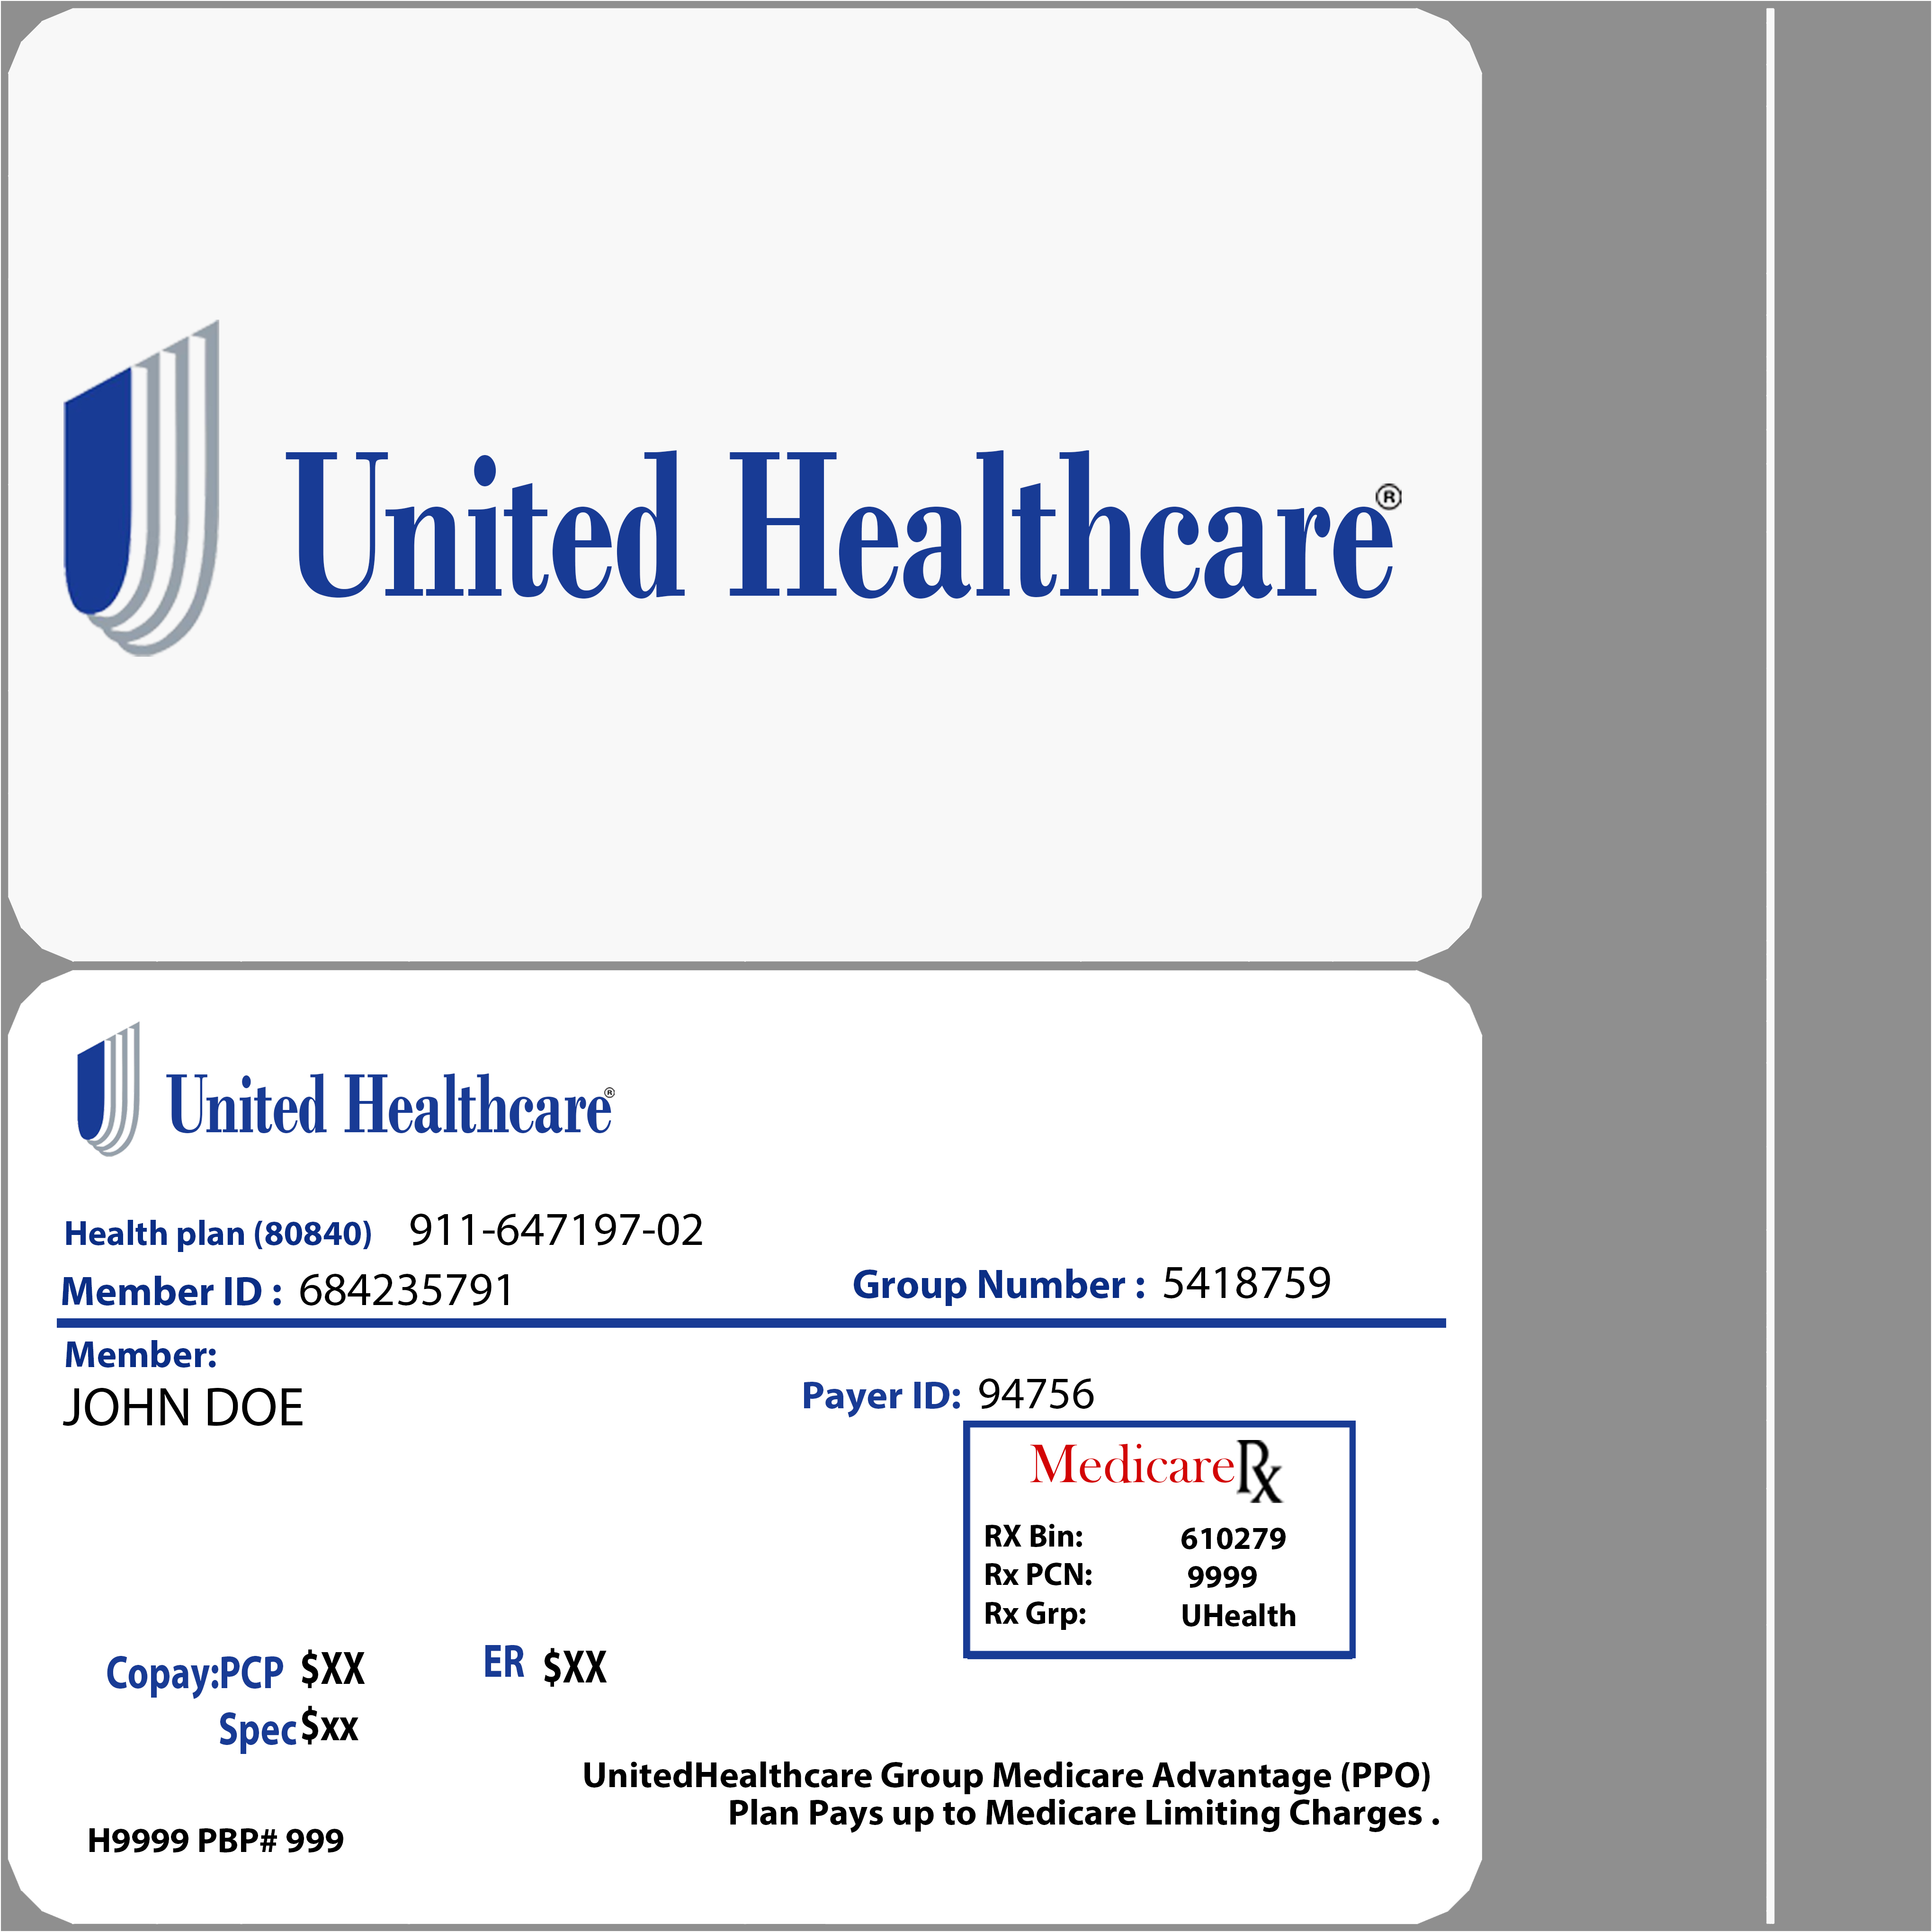 United Healthcare®
United Healthcare®
Health plan (80840) 911-647197-02
Member ID : 684235791 Group Number : 5418759
Member:
JOHN DOE
Payer ID: 94756
MedicareRx
RX Bin: 610279
Rx PCN: 9999
Rx Grp: UHealth
Copay:PCP $XX ER $XX
Spec $xx
UnitedHealthcare Group Medicare Advantage (PPO)
Plan Pays up to Medicare Limiting Charges .
H9999 PBP# 999